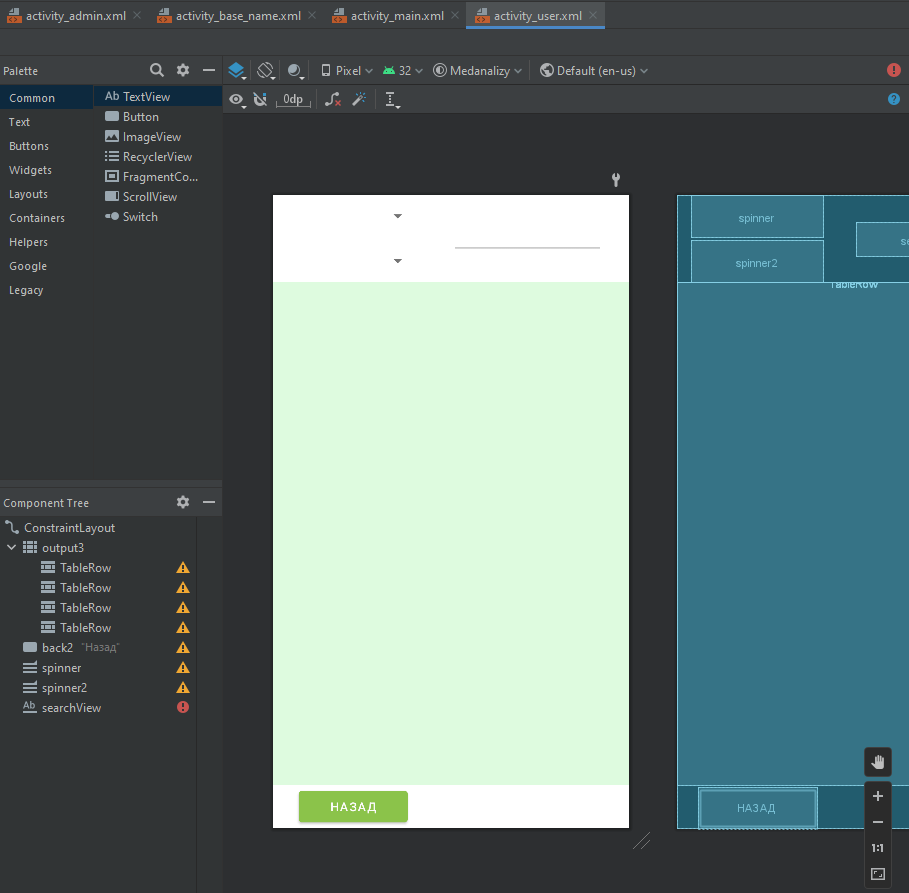 activity_admin.xml activity_base_name.xml activity_main.xml activity_user.xml
Palette Pixel 32 Medanalizy Default (en-us)
Common Ab TextView 0dp
Button
Text ImageView
Buttons RecyclerView
Widgets FragmentCo...
Layouts ScrollView
Containers Switch
Helpers
Google
Legacy
spinner
se
spinner2
TableRow
Component Tree
ConstraintLayout
output3
TableRow
TableRow
TableRow
TableRow
back2 "Назад"
spinner
spinner2
Ab searchView
НАЗАД НАЗАД
1:1